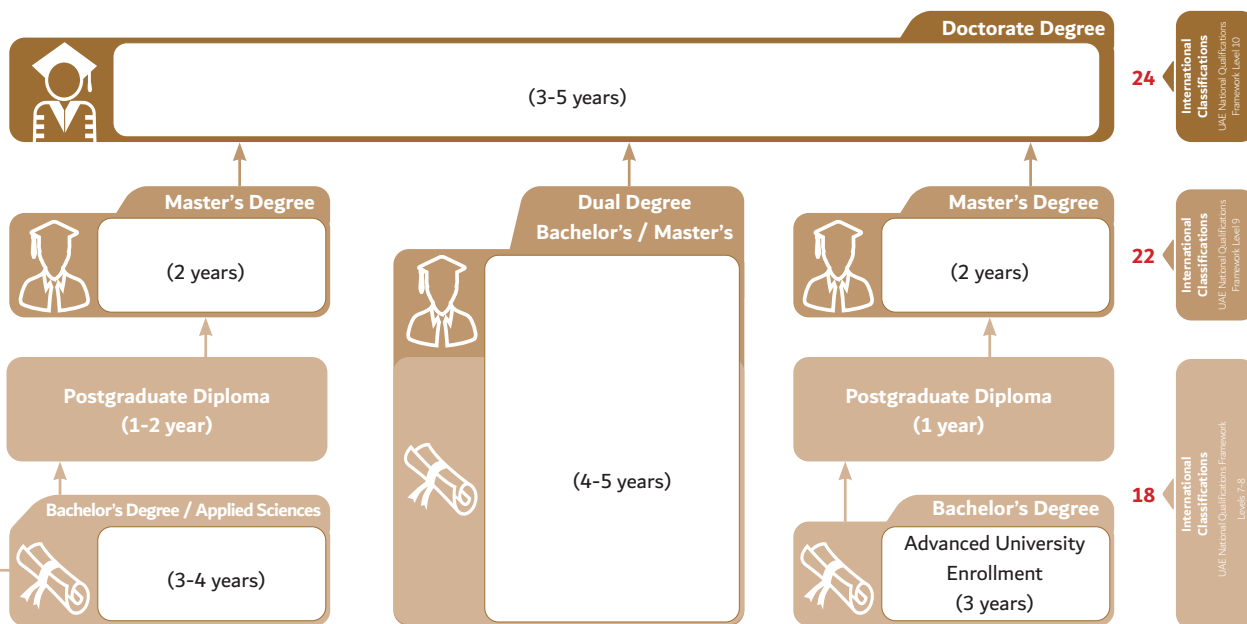 Doctorate Degree
(3-5 years)
24
International
Classifications
UAE National Qualifications
Framework Level 10
Master's Degree
(2 years)
Dual Degree
Bachelor's / Master's
Master's Degree
(2 years)
22
International
Classifications
UAE National Qualifications
Framework Level 9
Postgraduate Diploma
(1-2 year)
(4-5 years)
Postgraduate Diploma
(1 year)
18
International
Classifications
UAE National Qualifications Framework
Levels 7-8
Bachelor's Degree / Applied Sciences
(3-4 years)
Bachelor's Degree
Advanced University
Enrollment
(3 years)